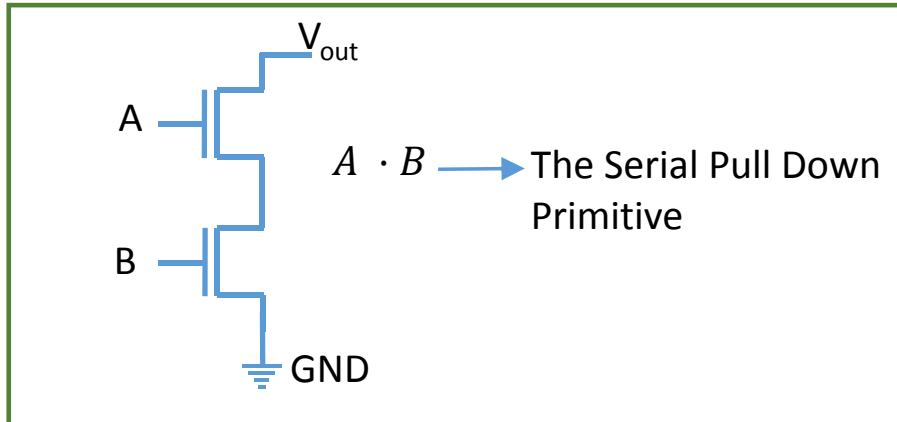 Vout
A
A · B
The Serial Pull Down
Primitive
B
GND